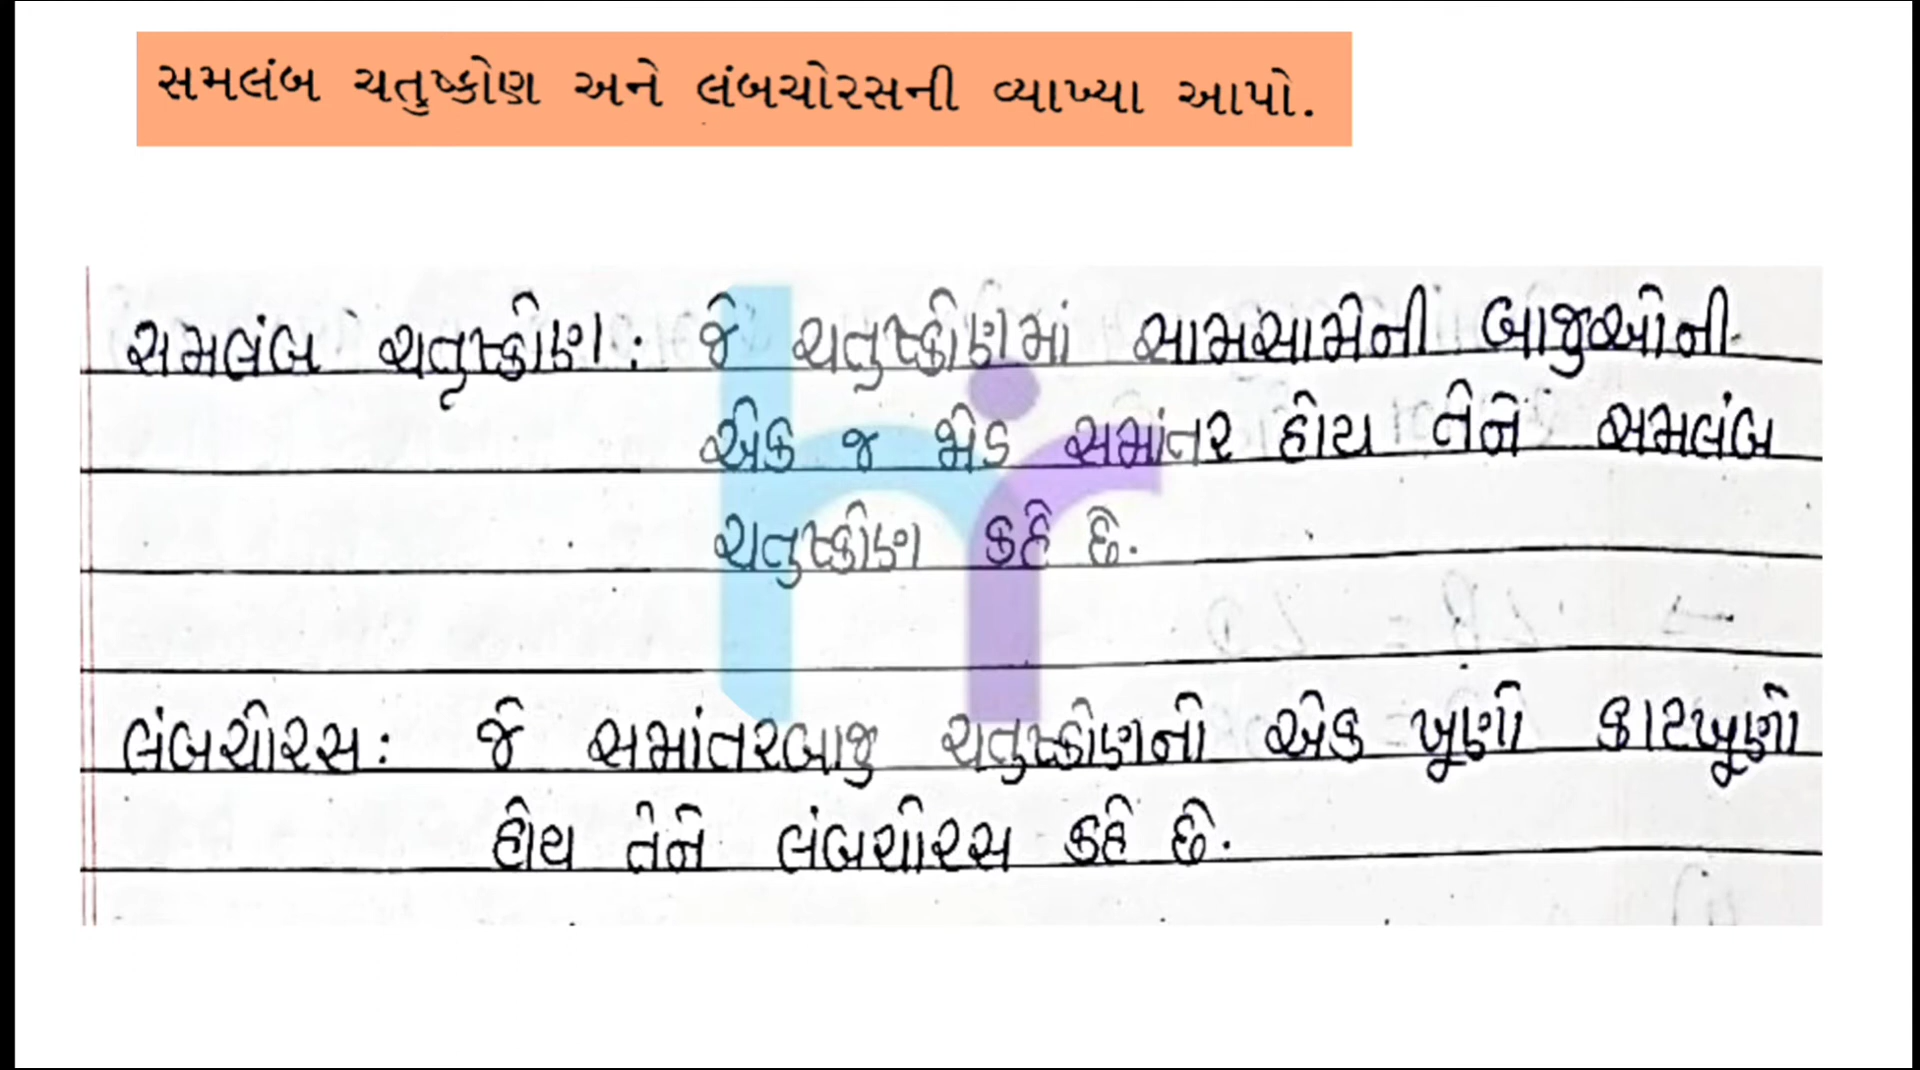 સમલંબ ચતુષ્કોણ અને લંબચોરસની વ્યાખ્યા આપો.
સમલંબ ચતુષ્કોણ : જે ચતુષ્કોણમાં સામસામેની બાજુઓની
એક જ જોડ સમાંતર હોય તેને સમલંબ
ચતુષ્કોણ કહે છે.
લંબચોરસ : જે સમાંતરબાજુ ચતુષ્કોણનો એક ખૂણો કાટખૂણો
હોય તેને લંબચોરસ કહે છે.